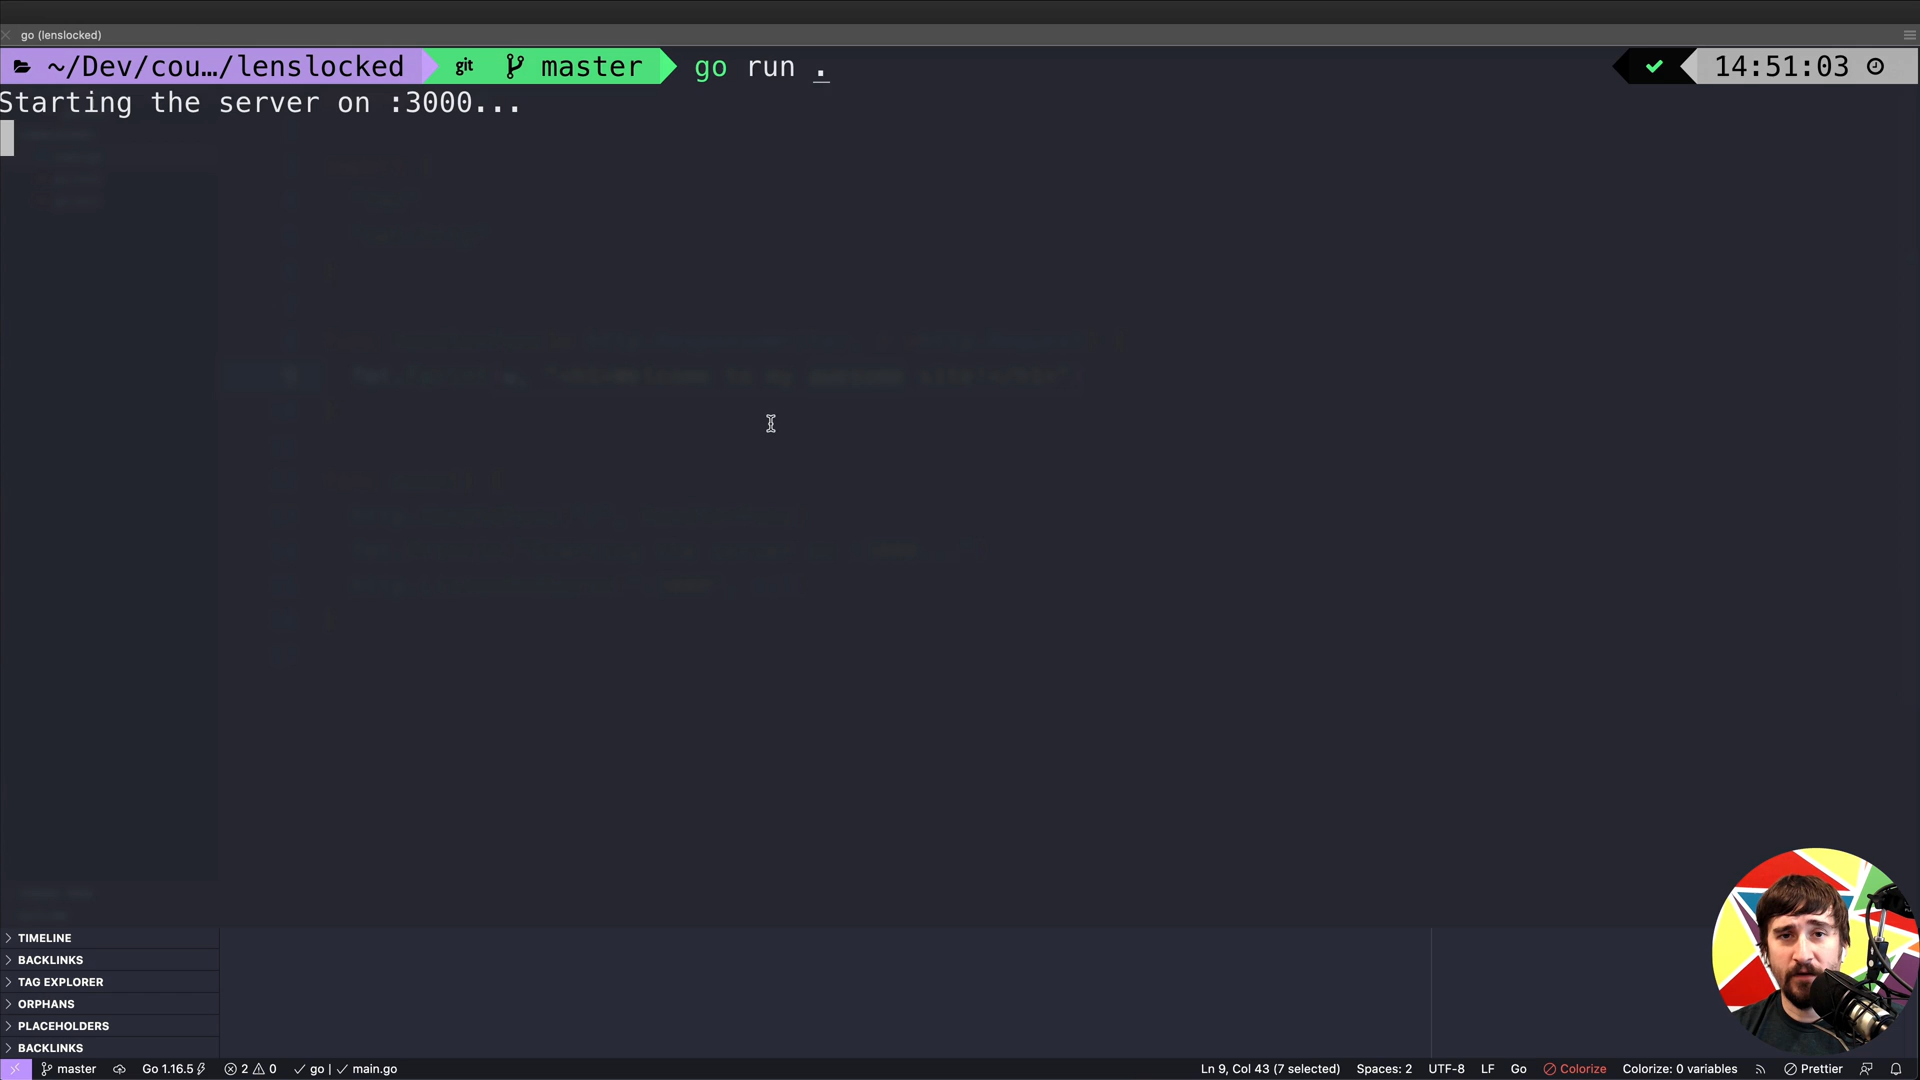 go (lenslocked)
~/Dev/cou…/lenslocked git master go run . 14:51:03
Starting the server on :3000...
TIMELINE
BACKLINKS
TAG EXPLORER
ORPHANS
PLACEHOLDERS
BACKLINKS
master Go 1.16.5 2 0 go | main.go Ln 9, Col 43 (7 selected) Spaces: 2 UTF-8 LF Go Colorize Colorize: 0 variables Prettier